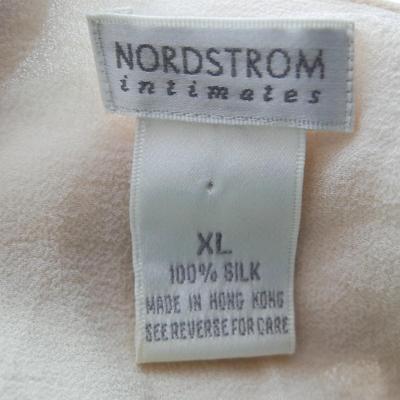 NORDSTROM
intimates
XL
100% SILK
MADE IN HONG KONG
SEE REVERSE FOR CARE